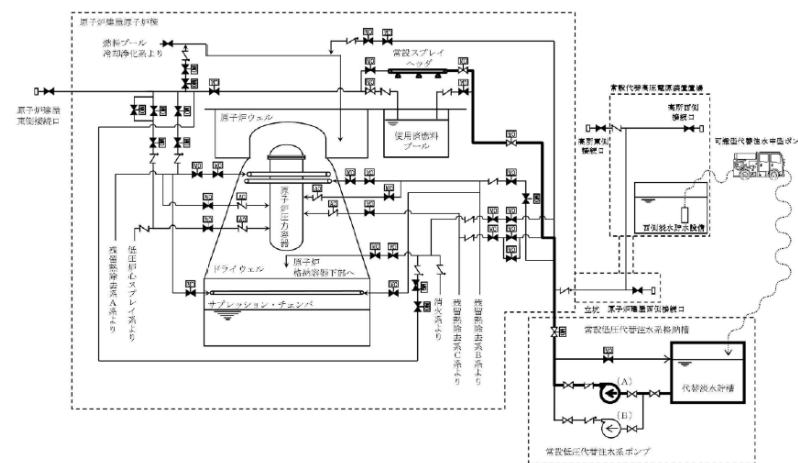 原子炉建屋原子炉棟
燃料プール
冷却浄化系より
常設スプレイ
ヘッダ
原子炉建屋
東側接続口
原子炉ウェル
使用済燃料
プール
常設代替高圧電源装置置場
高所西側
接続口
高所東側
接続口
可搬型代替注水中型ポンプ
西側淡水貯水設備
原子炉圧力容器
ドライウェル
原子炉
格納容器下部へ
サプレッション・チェンバ
残留熱除去系A系より
低圧炉心スプレイ系より
消火系より
残留熱除去系C系より
残留熱除去系B系より
立坑
原子炉建屋西側接続口
常設低圧代替注水系格納槽
代替淡水貯槽
(A)
(B)
常設低圧代替注水系ポンプ